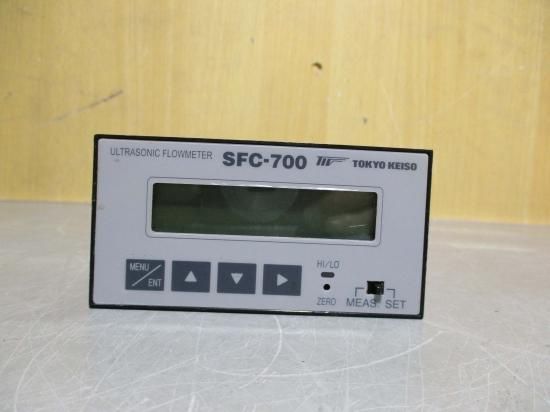 ULTRASONIC FLOWMETER SFC-700 TOKYO KEISO
MENU/ENT
HI/LO
ZERO
MEAS. SET